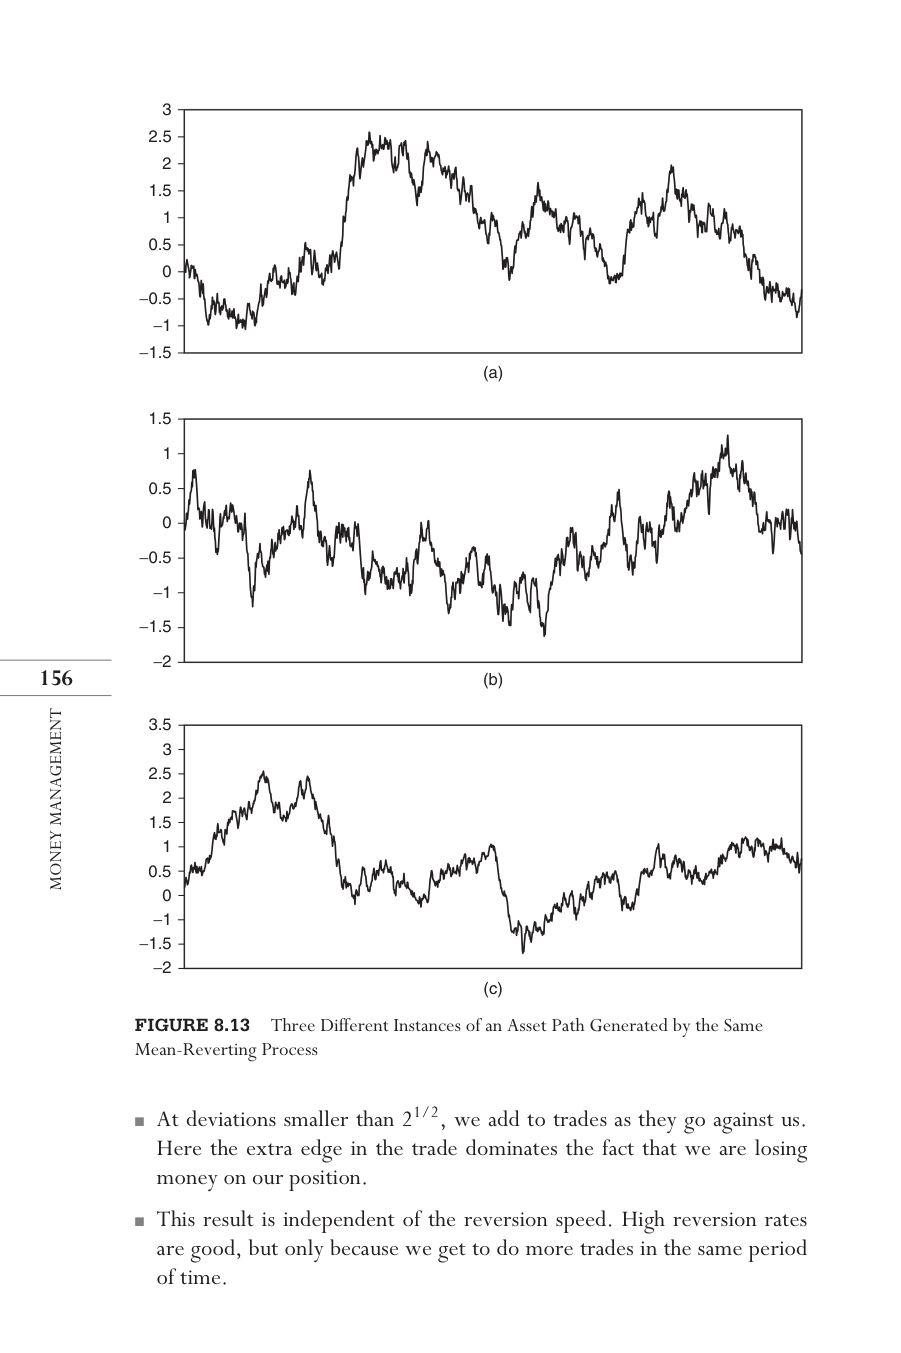 3
2.5
2
1.5
1
0.5
0
−0.5
−1
−1.5
(a)
1.5
1
0.5
0
−0.5
−1
−1.5
−2
(b)
156
MONEY MANAGEMENT
3.5
3
2.5
2
1.5
1
0.5
0
−1
−1.5
−2
(c)
FIGURE 8.13 Three Different Instances of an Asset Path Generated by the Same
Mean-Reverting Process
■ At deviations smaller than 2^{1/2}, we add to trades as they go against us.
Here the extra edge in the trade dominates the fact that we are losing
money on our position.
■ This result is independent of the reversion speed. High reversion rates
are good, but only because we get to do more trades in the same period
of time.